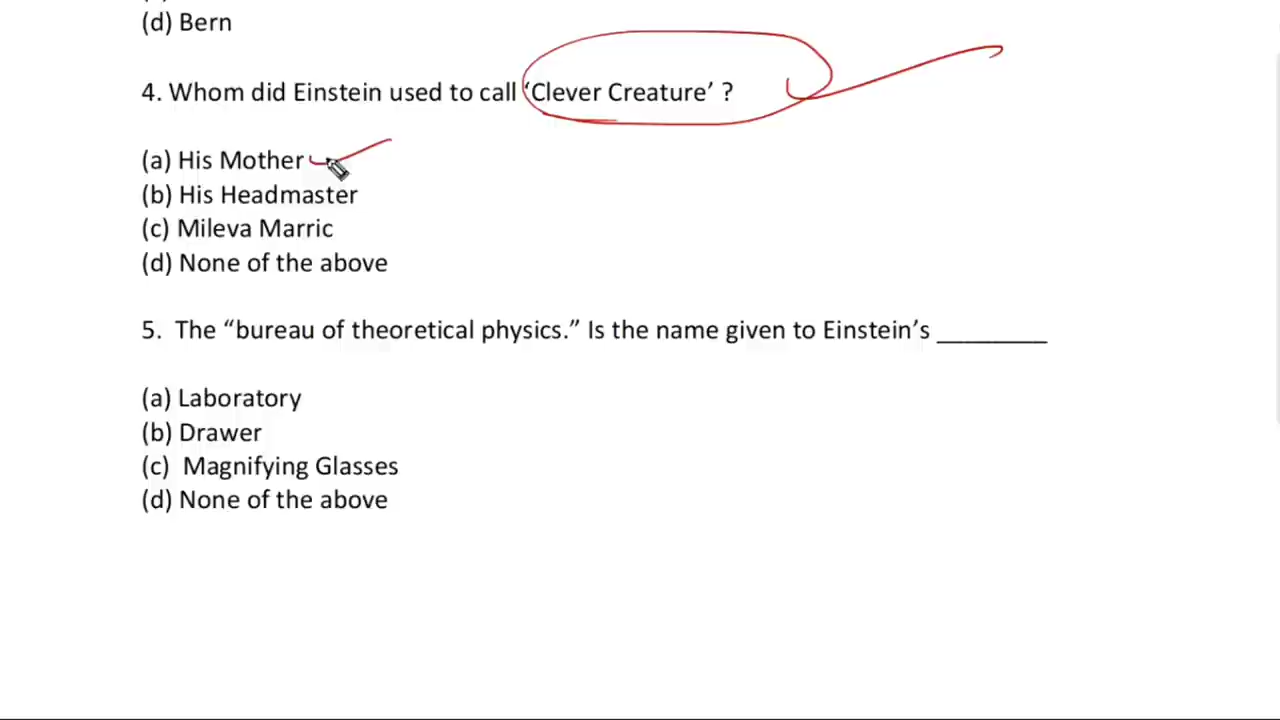 (d) Bern
4. Whom did Einstein used to call ‘Clever Creature’ ?
(a) His Mother
(b) His Headmaster
(c) Mileva Marric
(d) None of the above
5.  The “bureau of theoretical physics.” Is the name given to Einstein’s ________
(a) Laboratory
(b) Drawer
(c)  Magnifying Glasses
(d) None of the above